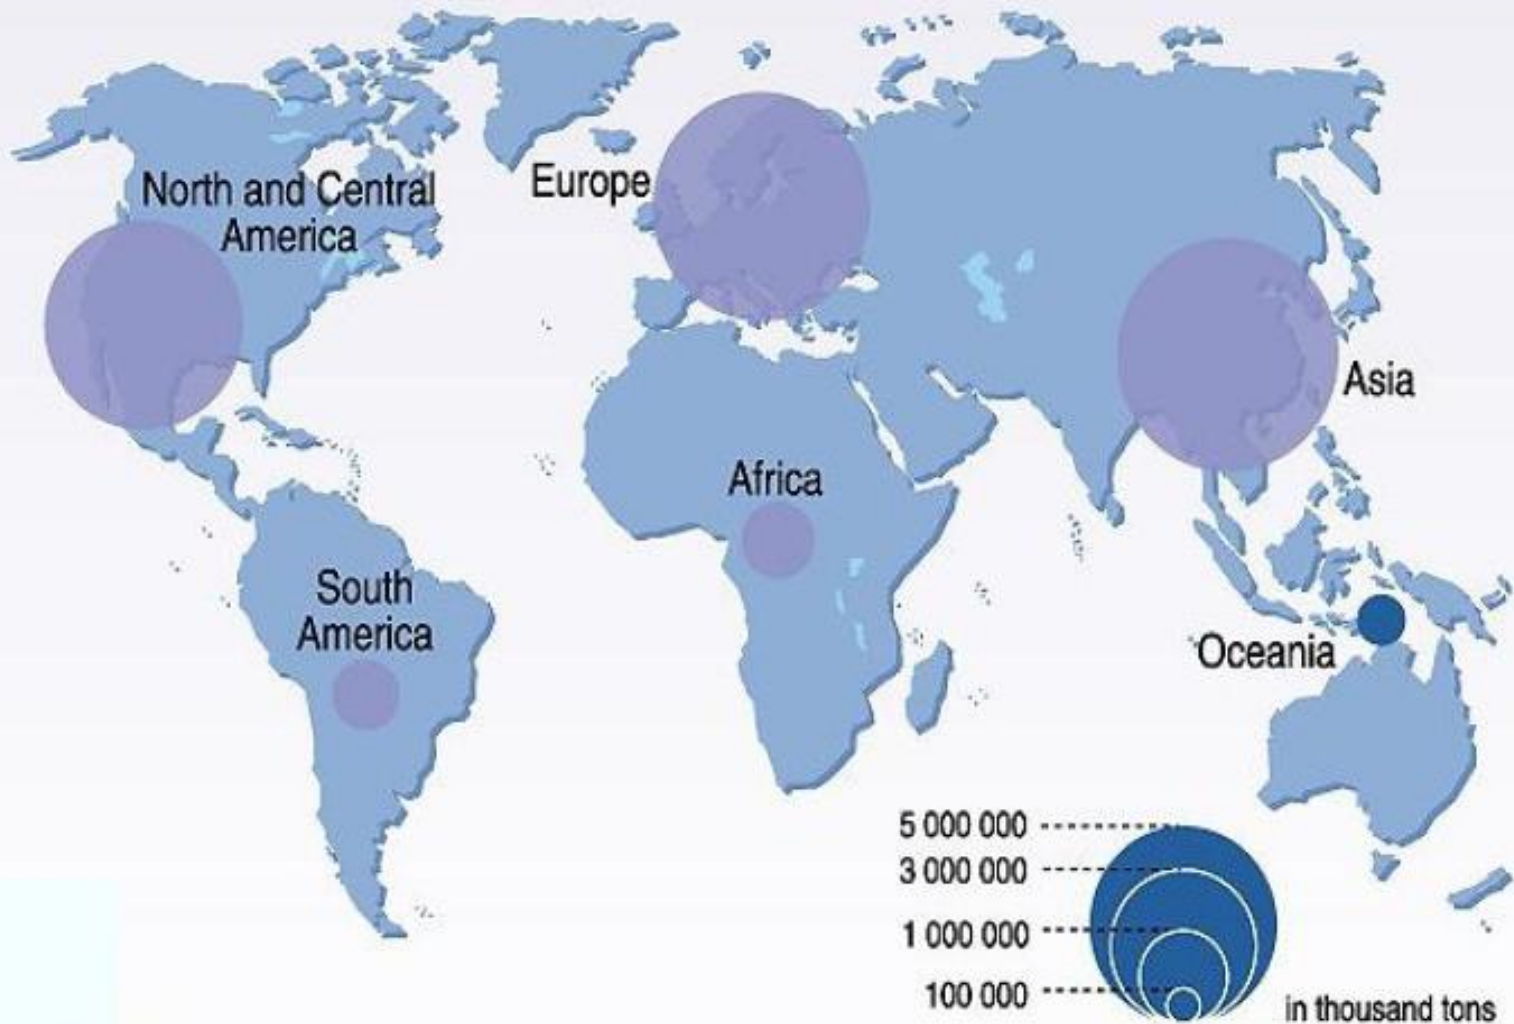 North and Central
America
Europe
Asia
Africa
South
America
Oceania
5 000 000
3 000 000
1 000 000
100 000
in thousand tons